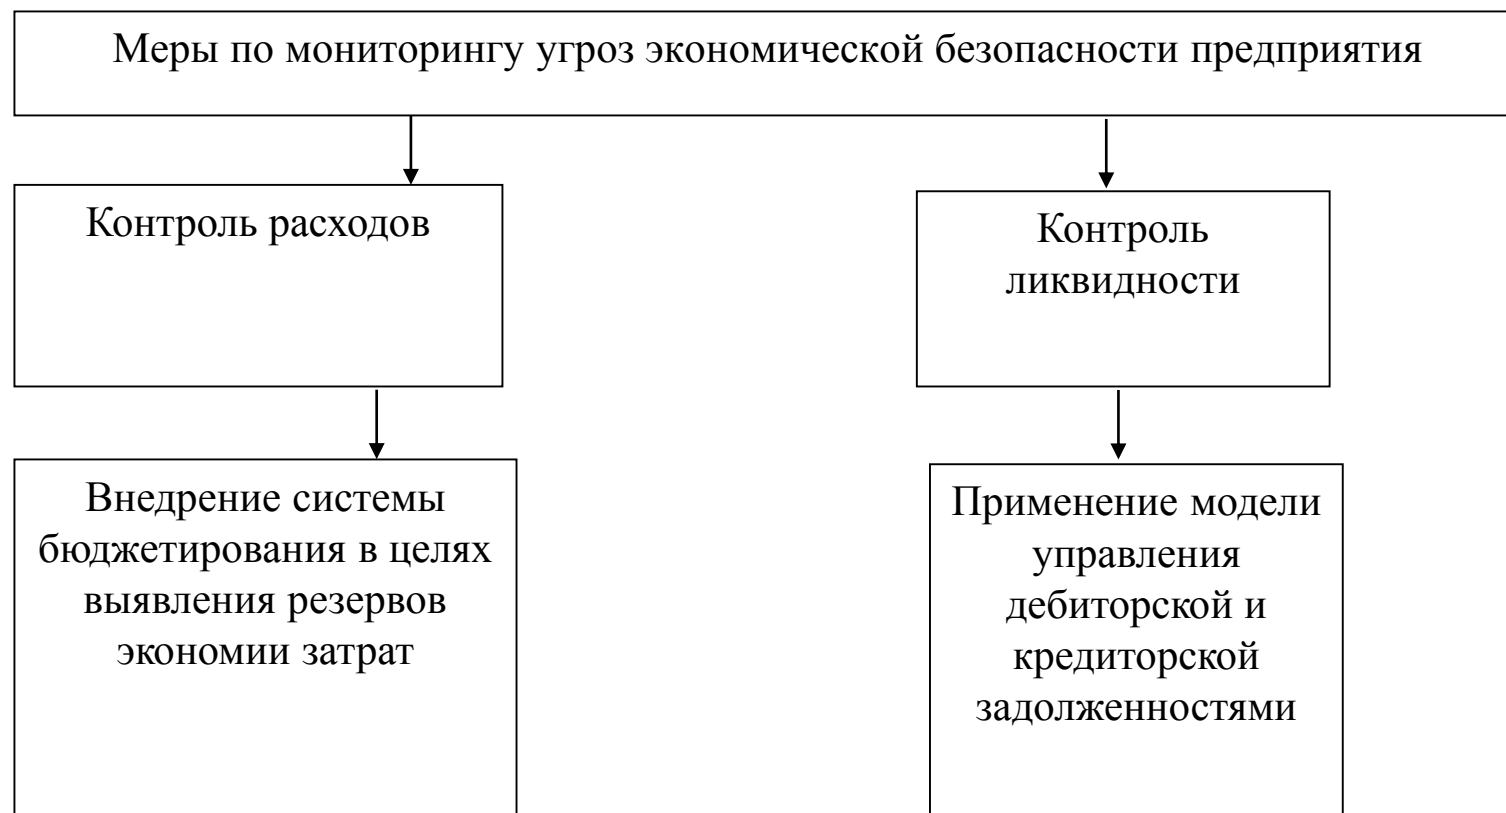 Меры по мониторингу угроз экономической безопасности предприятия
Контроль расходов
Контроль
ликвидности
Внедрение системы
бюджетирования в целях
выявления резервов
экономии затрат
Применение модели
управления
дебиторской и
кредиторской
задолженностями